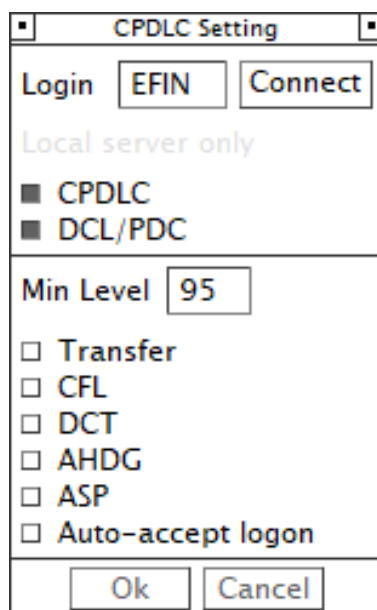 CPDLC Setting
Login EFIN Connect
Local server only
CPDLC
DCL/PDC
Min Level 95
Transfer
CFL
DCT
AHDG
ASP
Auto-accept logon
Ok Cancel